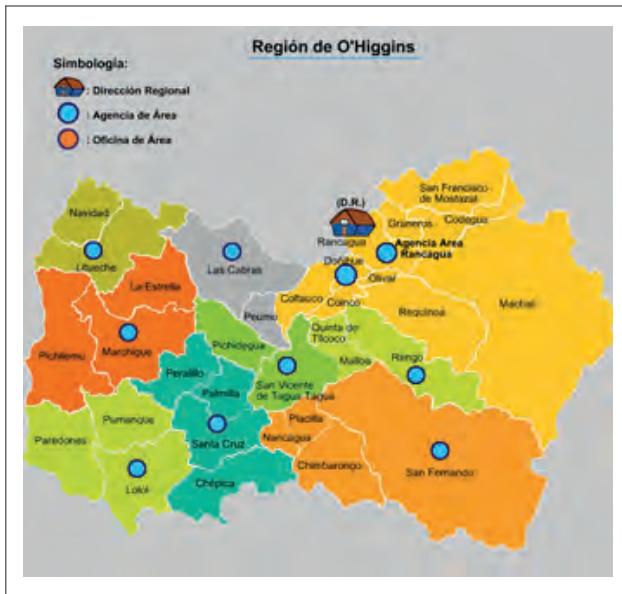 Región de O'Higgins
Simbología:
: Dirección Regional
: Agencia de Área
: Oficina de Área
(D.R.)
San Francisco
de Mostazal
Navidad
Graneros
Codegua
Rancagua
Agencia Area
Rancagua
Litueche
Las Cabras
Doñihue
Olivar
La Estrella
Coltauco
Coinco
Machalí
Peumo
Requinoa
Quinta de
Tilcoco
Pichidegua
Pichilemu
Marchigue
Malloa
Rengo
Peralillo
San Vicente
de Tagua Tagua
Palmilla
Pumanque
Placilla
Paredones
Santa Cruz
Nancagua
Chimbarongo
San Fernando
Lolol
Chépica